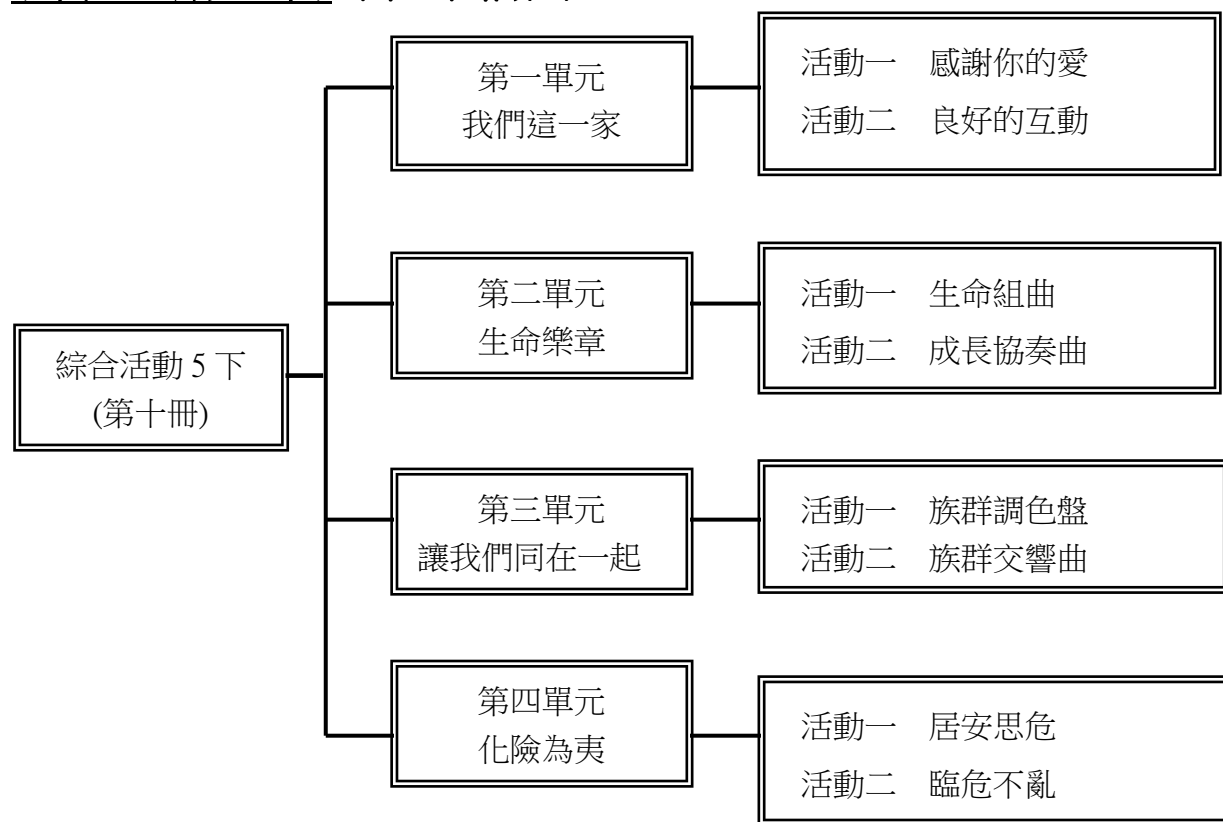 綜合活動 5 下
(第十冊)
第一單元
我們這一家
活動一 感謝你的愛
活動二 良好的互動
第二單元
生命樂章
活動一 生命組曲
活動二 成長協奏曲
第三單元
讓我們同在一起
活動一 族群調色盤
活動二 族群交響曲
第四單元
化險為夷
活動一 居安思危
活動二 臨危不亂